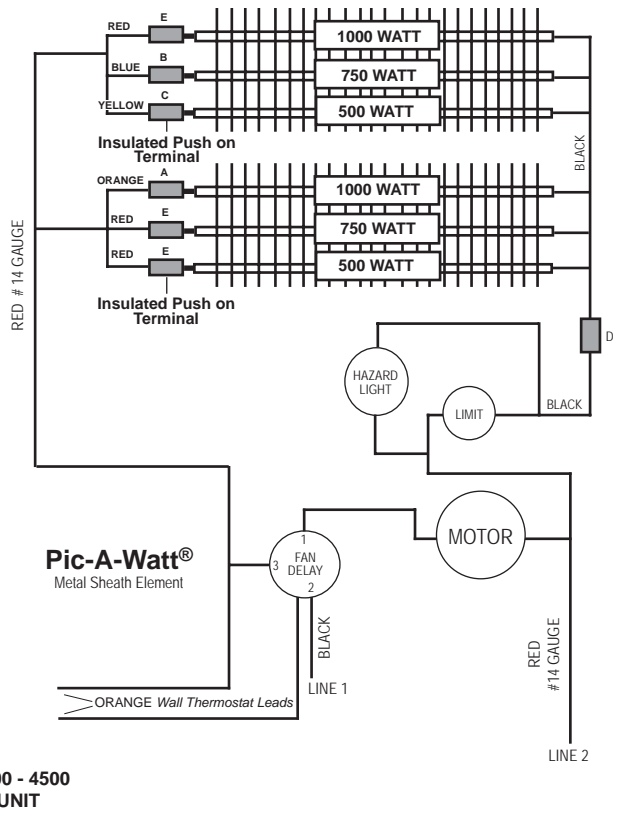 RED
E
1000 WATT
BLUE
B
750 WATT
YELLOW
C
500 WATT
Insulated Push on
Terminal
BLACK
ORANGE
A
1000 WATT
RED
E
750 WATT
RED
E
500 WATT
Insulated Push on
Terminal
RED # 14 GAUGE
D
HAZARD
LIGHT
LIMIT
BLACK
Pic-A-Watt®
Metal Sheath Element
1
3
FAN
DELAY
2
MOTOR
BLACK
LINE 1
RED
#14 GAUGE
ORANGE Wall Thermostat Leads
LINE 2
00 - 4500
UNIT